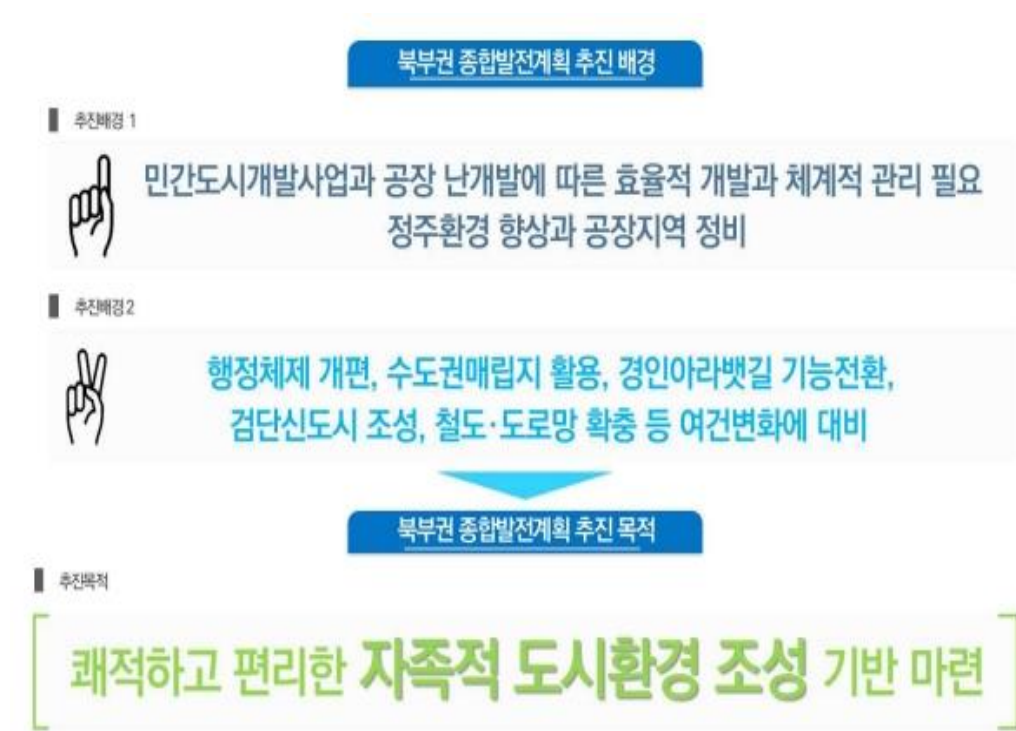 북부권 종합발전계획 추진 배경
추진배경 1
민간도시개발사업과 공장 난개발에 따른 효율적 개발과 체계적 관리 필요
정주환경 향상과 공장지역 정비
추진배경 2
행정체제 개편, 수도권매립지 활용, 경인아라뱃길 기능전환,
검단신도시 조성, 철도·도로망 확충 등 여건변화에 대비
북부권 종합발전계획 추진 목적
추진목적
쾌적하고 편리한 자족적 도시환경 조성 기반 마련